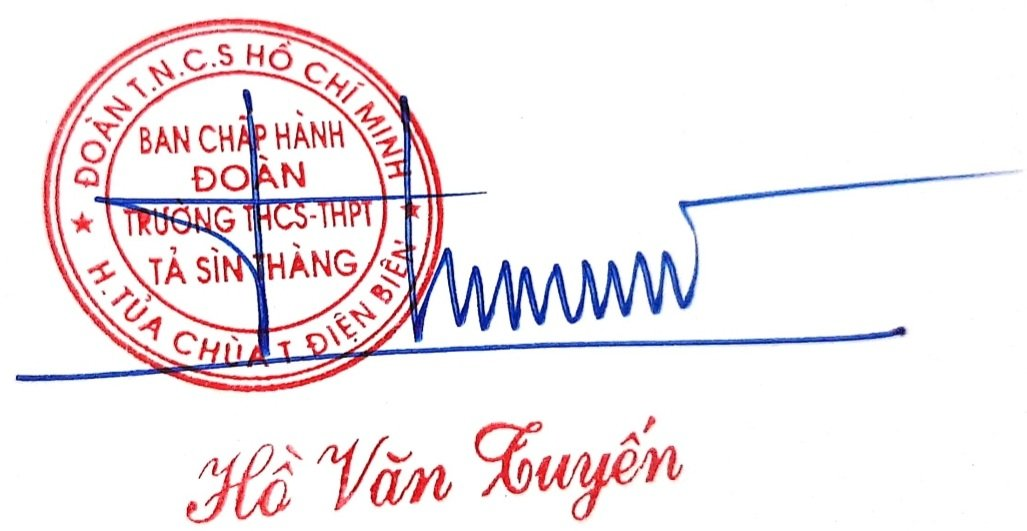 ĐOÀN T.N.C.S HỒ CHÍ MINH
BAN CHẤP HÀNH
ĐOÀN
TRƯỜNG THCS-THPT
TẢ SÌN THÀNG
H. TỦA CHÙA T ĐIỆN BIÊN
Hồ Văn Tuyến